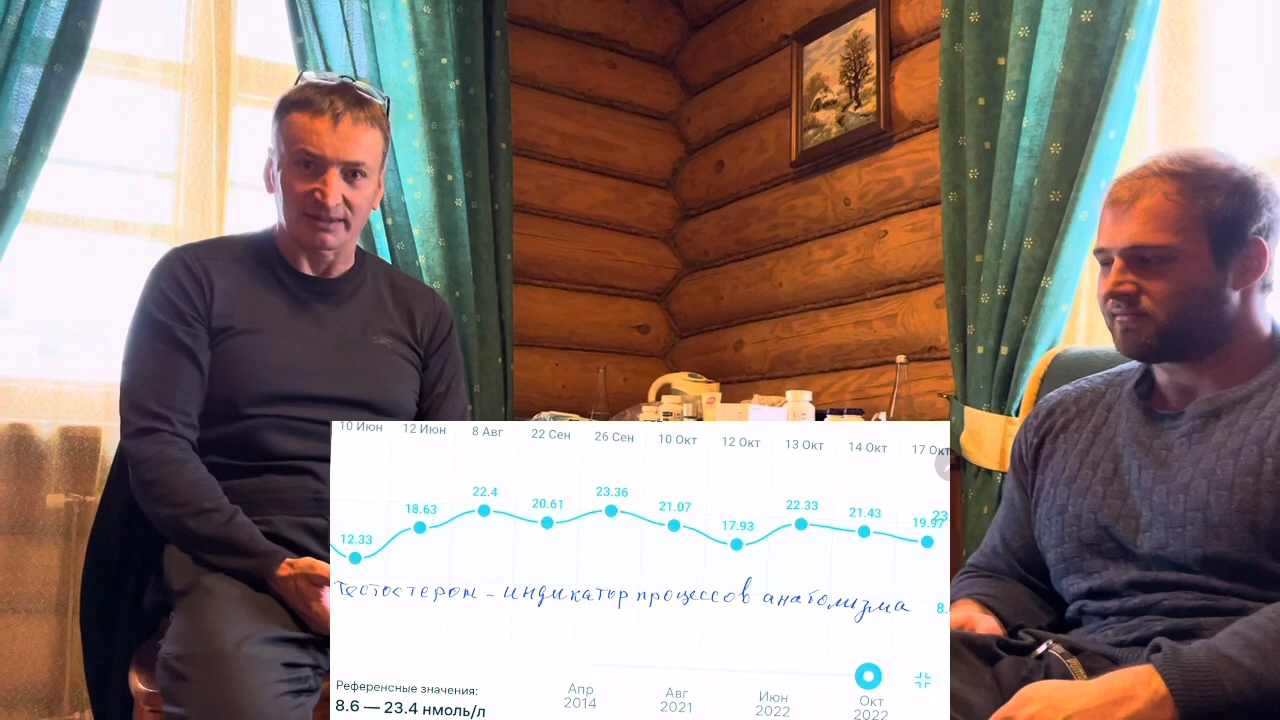 10 Июн 12 Июн 8 Авг 22 Сен 26 Сен 10 Окт 12 Окт 13 Окт 14 Окт 17 Окт
12.33 18.63 22.4 20.61 23.36 21.07 17.93 22.33 21.43 19.97 23
Тестостерон - индикатор процессов анаболизма
8.
Референсные значения:
8.6 — 23.4 нмоль/л
Апр 2014
Авг 2021
Июн 2022
Окт 2022